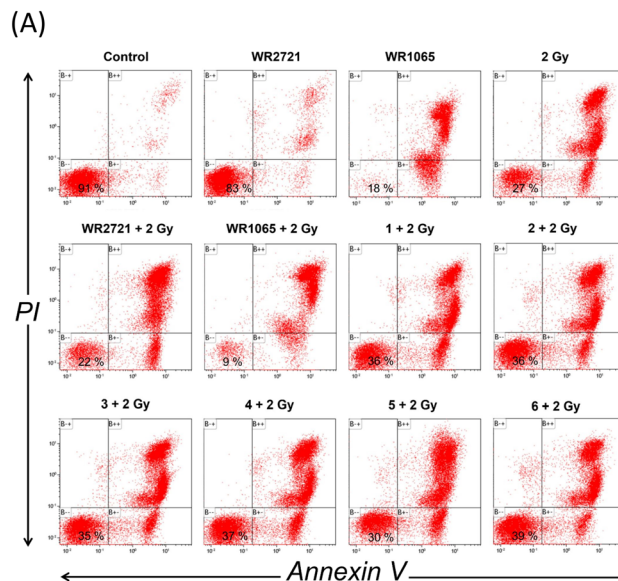 (A)
Control WR2721 WR1065 2 Gy
B-+ B++ B-+ B++ B-+ B++ B-+ B++
B-- B+- B-- B+- B-- B+- B-- B+-
91 % 83 % 18 % 27 %
WR2721 + 2 Gy WR1065 + 2 Gy 1 + 2 Gy 2 + 2 Gy
B-+ B++ B-+ B++ B-+ B++ B-+ B++
PI
B-- B+- B-- B+- B-- B+- B-- B+-
22 % 9 % 36 % 36 %
3 + 2 Gy 4 + 2 Gy 5 + 2 Gy 6 + 2 Gy
B-+ B++ B-+ B++ B-+ B++ B-+ B++
B-- B+- B-- B+- B-- B+- B-- B+-
35 % 37 % 30 % 39 %
Annexin V